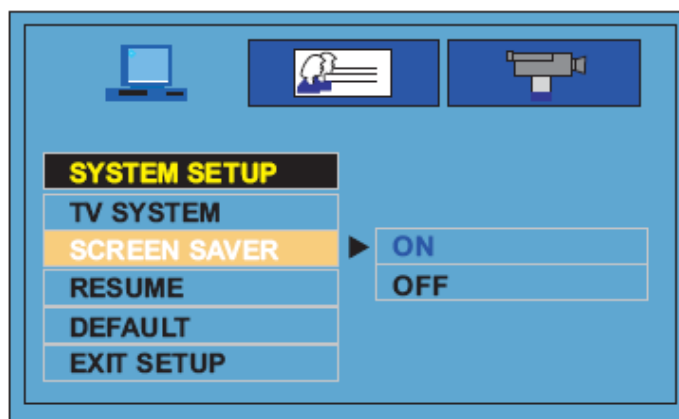 SYSTEM SETUP
TV SYSTEM
SCREEN SAVER
RESUME
DEFAULT
EXIT SETUP
ON
OFF